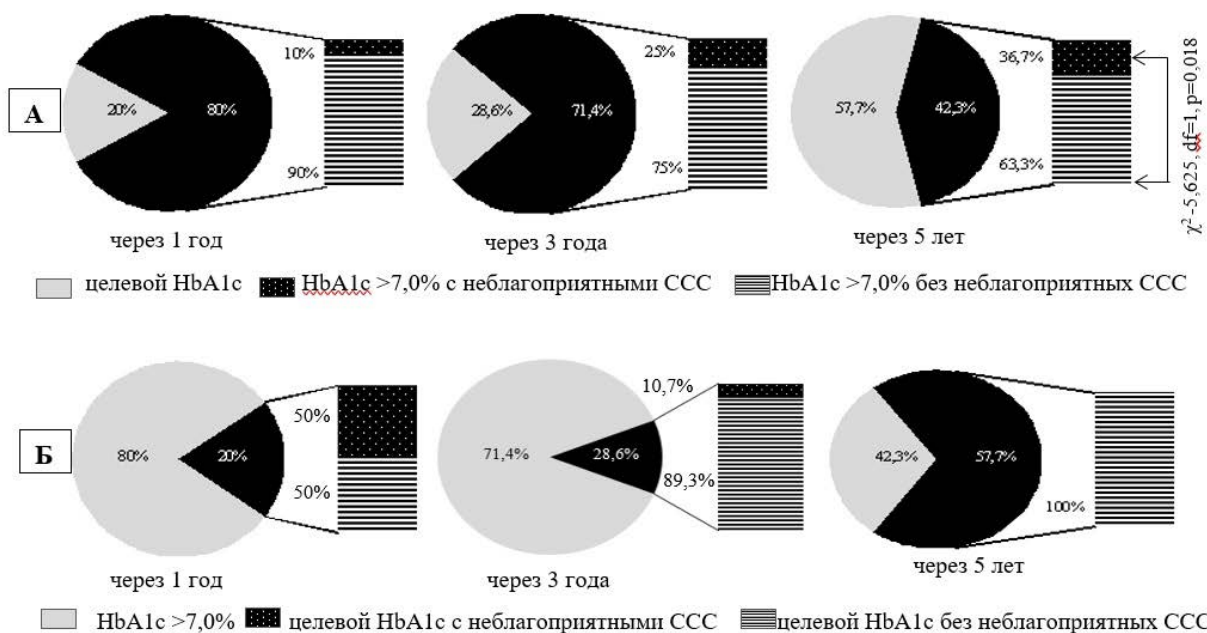 10%
20%
80%
90%
25%
28,6%
71,4%
75%
36,7%
57,7%
42,3%
63,3%
χ²-5,625, df=1, p=0,018
А
через 1 год
через 3 года
через 5 лет
целевой HbA1c HbA1c >7,0% с неблагоприятными ССС HbA1c >7,0% без неблагоприятных ССС
Б
50%
80%
20%
50%
10,7%
71,4%
28,6%
89,3%
42,3%
57,7%
100%
через 1 год
через 3 года
через 5 лет
HbA1c >7,0% целевой HbA1c с неблагоприятными ССС целевой HbA1c без неблагоприятных ССС